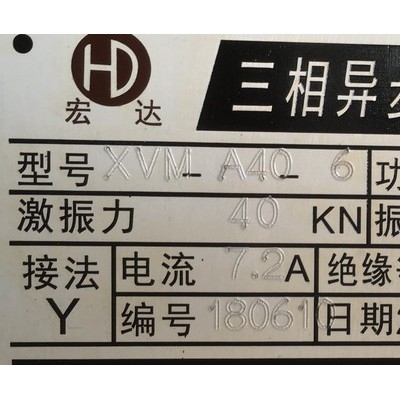 HD
宏达
三相异步
型号 XVM-A40-6 功
激振力 40 KN 振
接法 电流 7.2A 绝缘
Y 编号 180610 日期